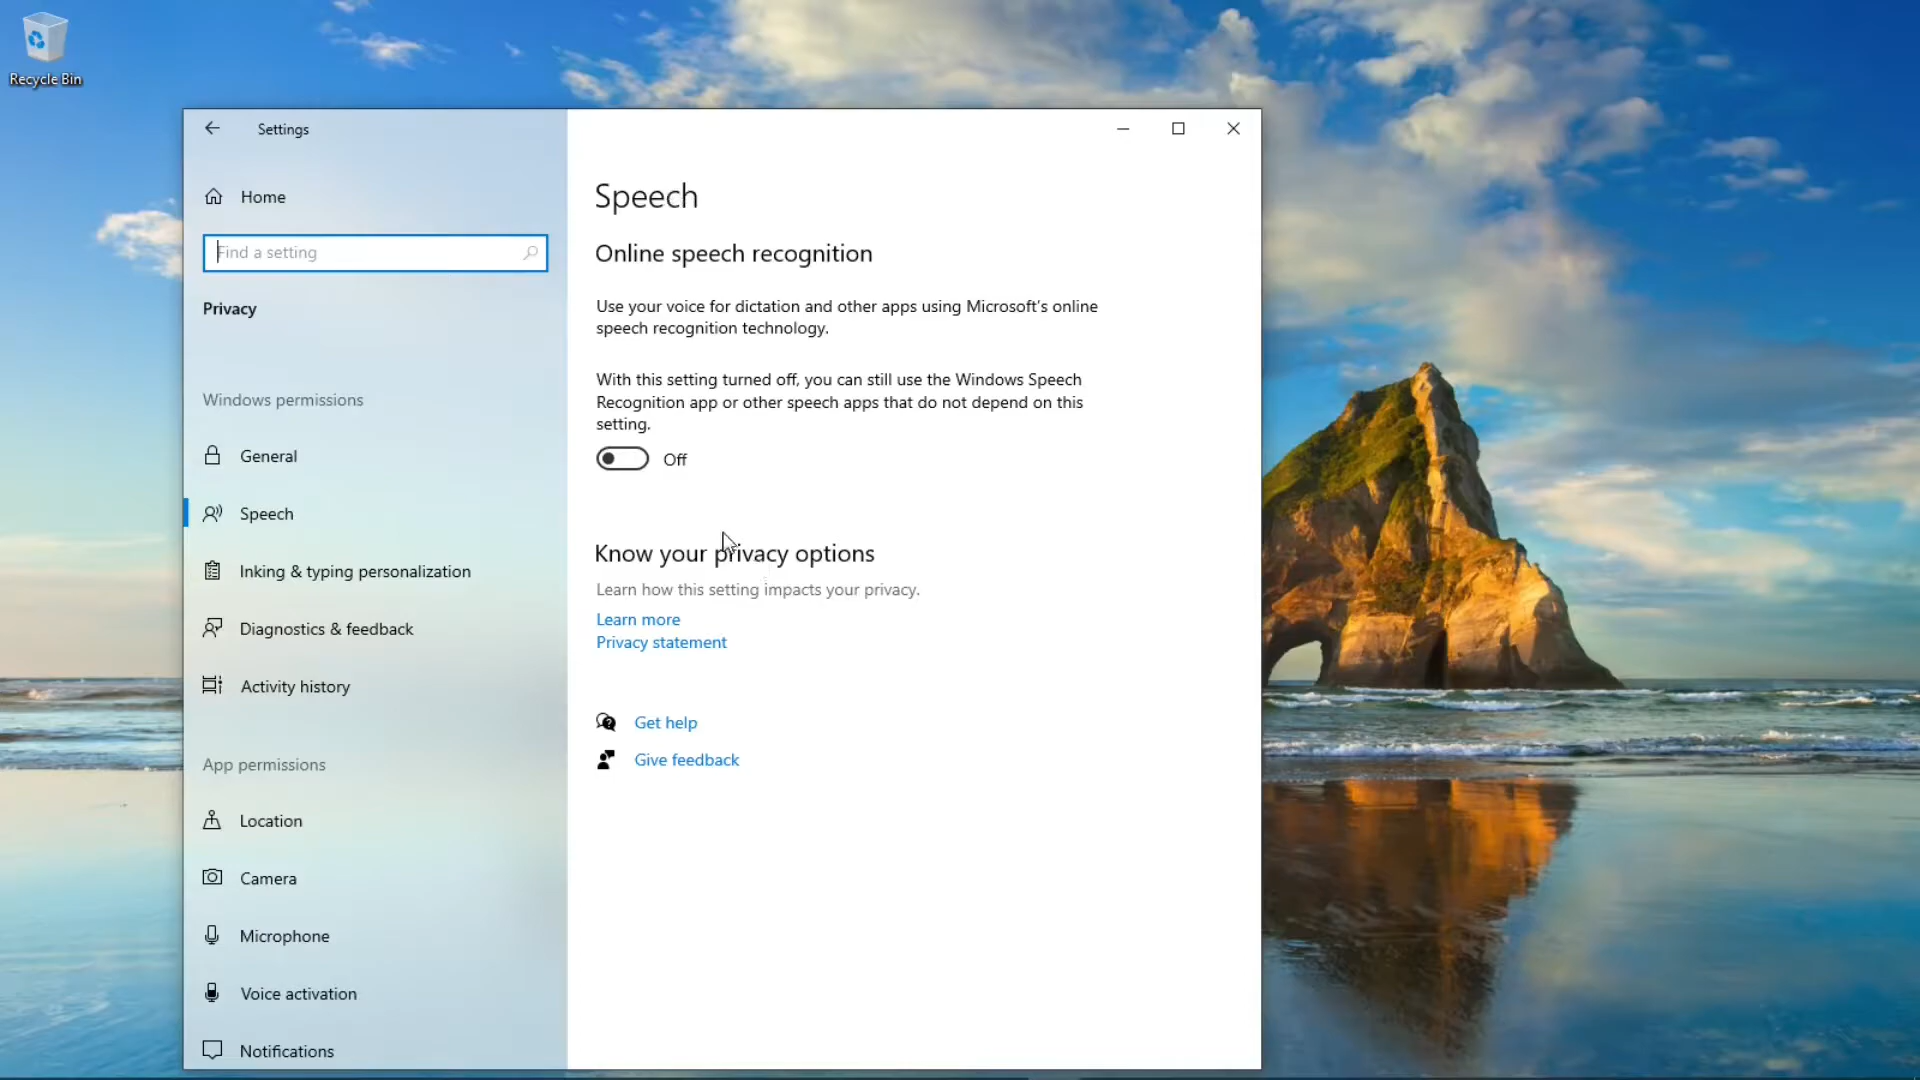 Recycle Bin
Settings
Home
Find a setting
Privacy
Windows permissions
General
Speech
Inking & typing personalization
Diagnostics & feedback
Activity history
App permissions
Location
Camera
Microphone
Voice activation
Notifications
Speech
Online speech recognition
Use your voice for dictation and other apps using Microsoft's online
speech recognition technology.
With this setting turned off, you can still use the Windows Speech
Recognition app or other speech apps that do not depend on this
setting.
Off
Know your privacy options
Learn how this setting impacts your privacy.
Learn more
Privacy statement
Get help
Give feedback